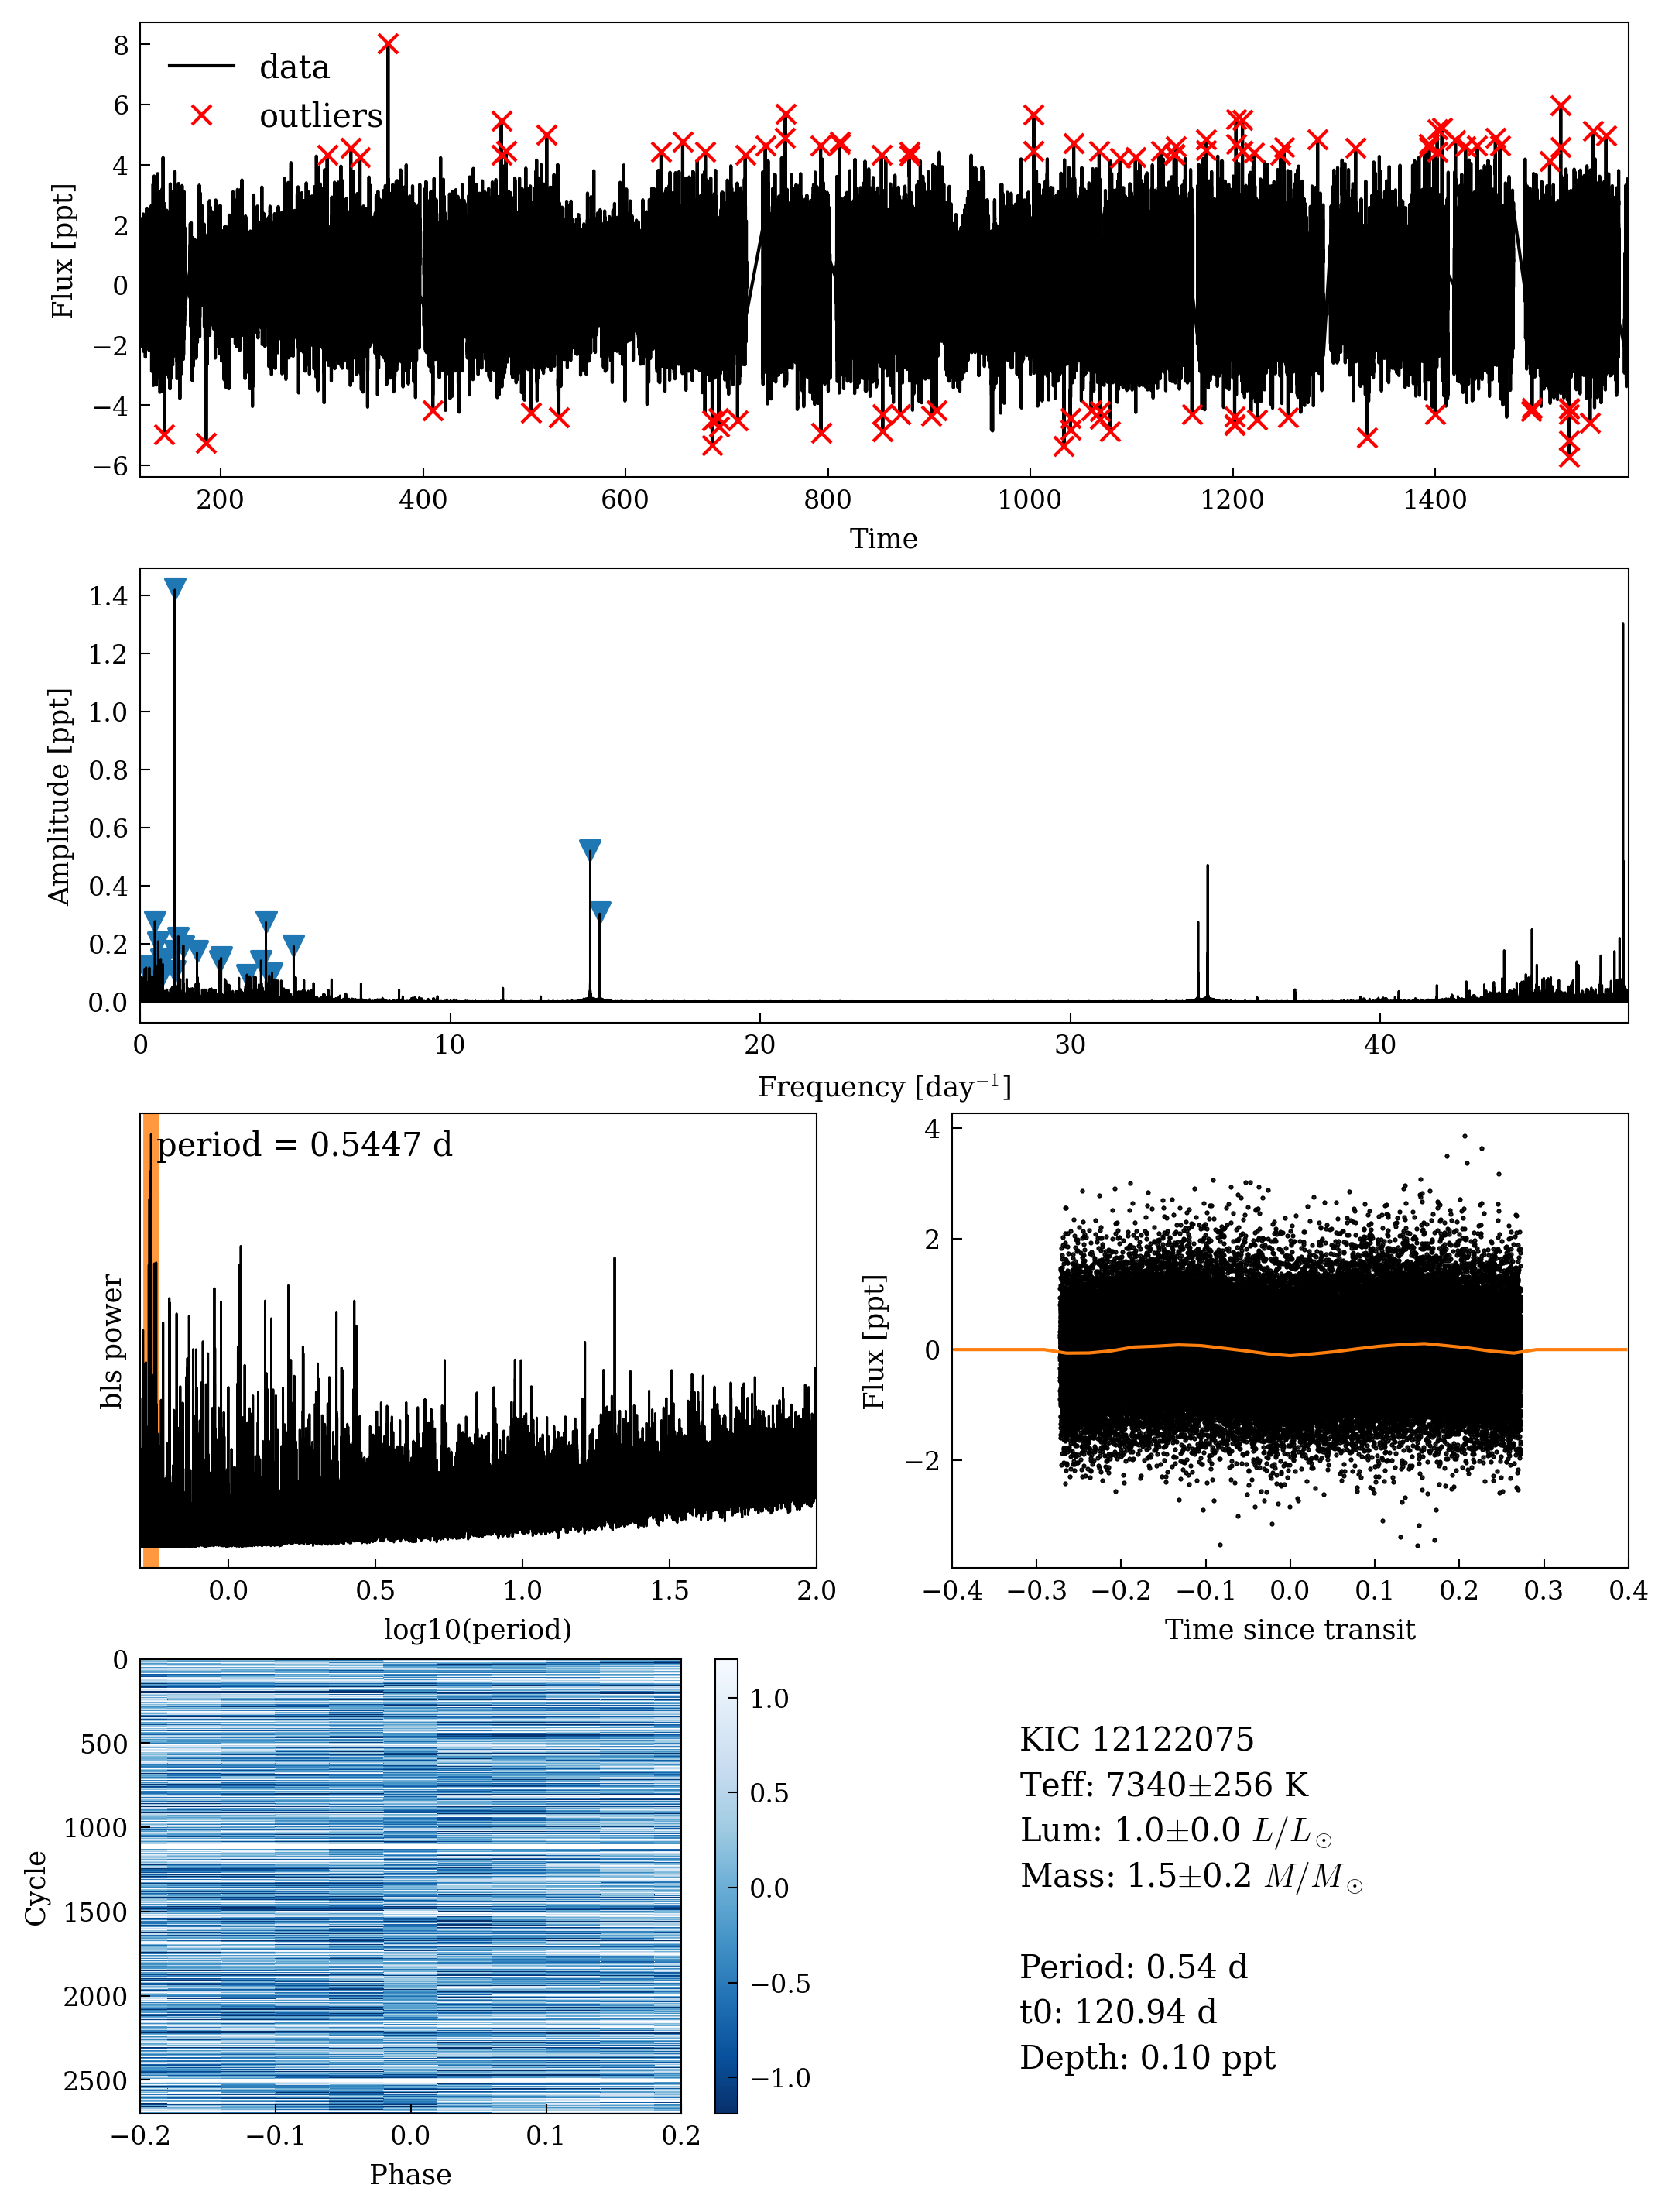 8
6
4
2
0
−2
−4
−6
Flux [ppt]
data
outliers
200 400 600 800 1000 1200 1400
Time
1.4
1.2
1.0
0.8
0.6
0.4
0.2
0.0
Amplitude [ppt]
0 10 20 30 40
Frequency [day⁻¹]
bls power
period = 0.5447 d
0.0 0.5 1.0 1.5 2.0
log10(period)
4
2
0
−2
Flux [ppt]
−0.4 −0.3 −0.2 −0.1 0.0 0.1 0.2 0.3 0.4
Time since transit
0
500
1000
1500
2000
2500
Cycle
−0.2 −0.1 0.0 0.1 0.2
Phase
1.0
0.5
0.0
−0.5
−1.0
KIC 12122075
Teff: 7340±256 K
Lum: 1.0±0.0 L/L⊙
Mass: 1.5±0.2 M/M⊙
Period: 0.54 d
t0: 120.94 d
Depth: 0.10 ppt